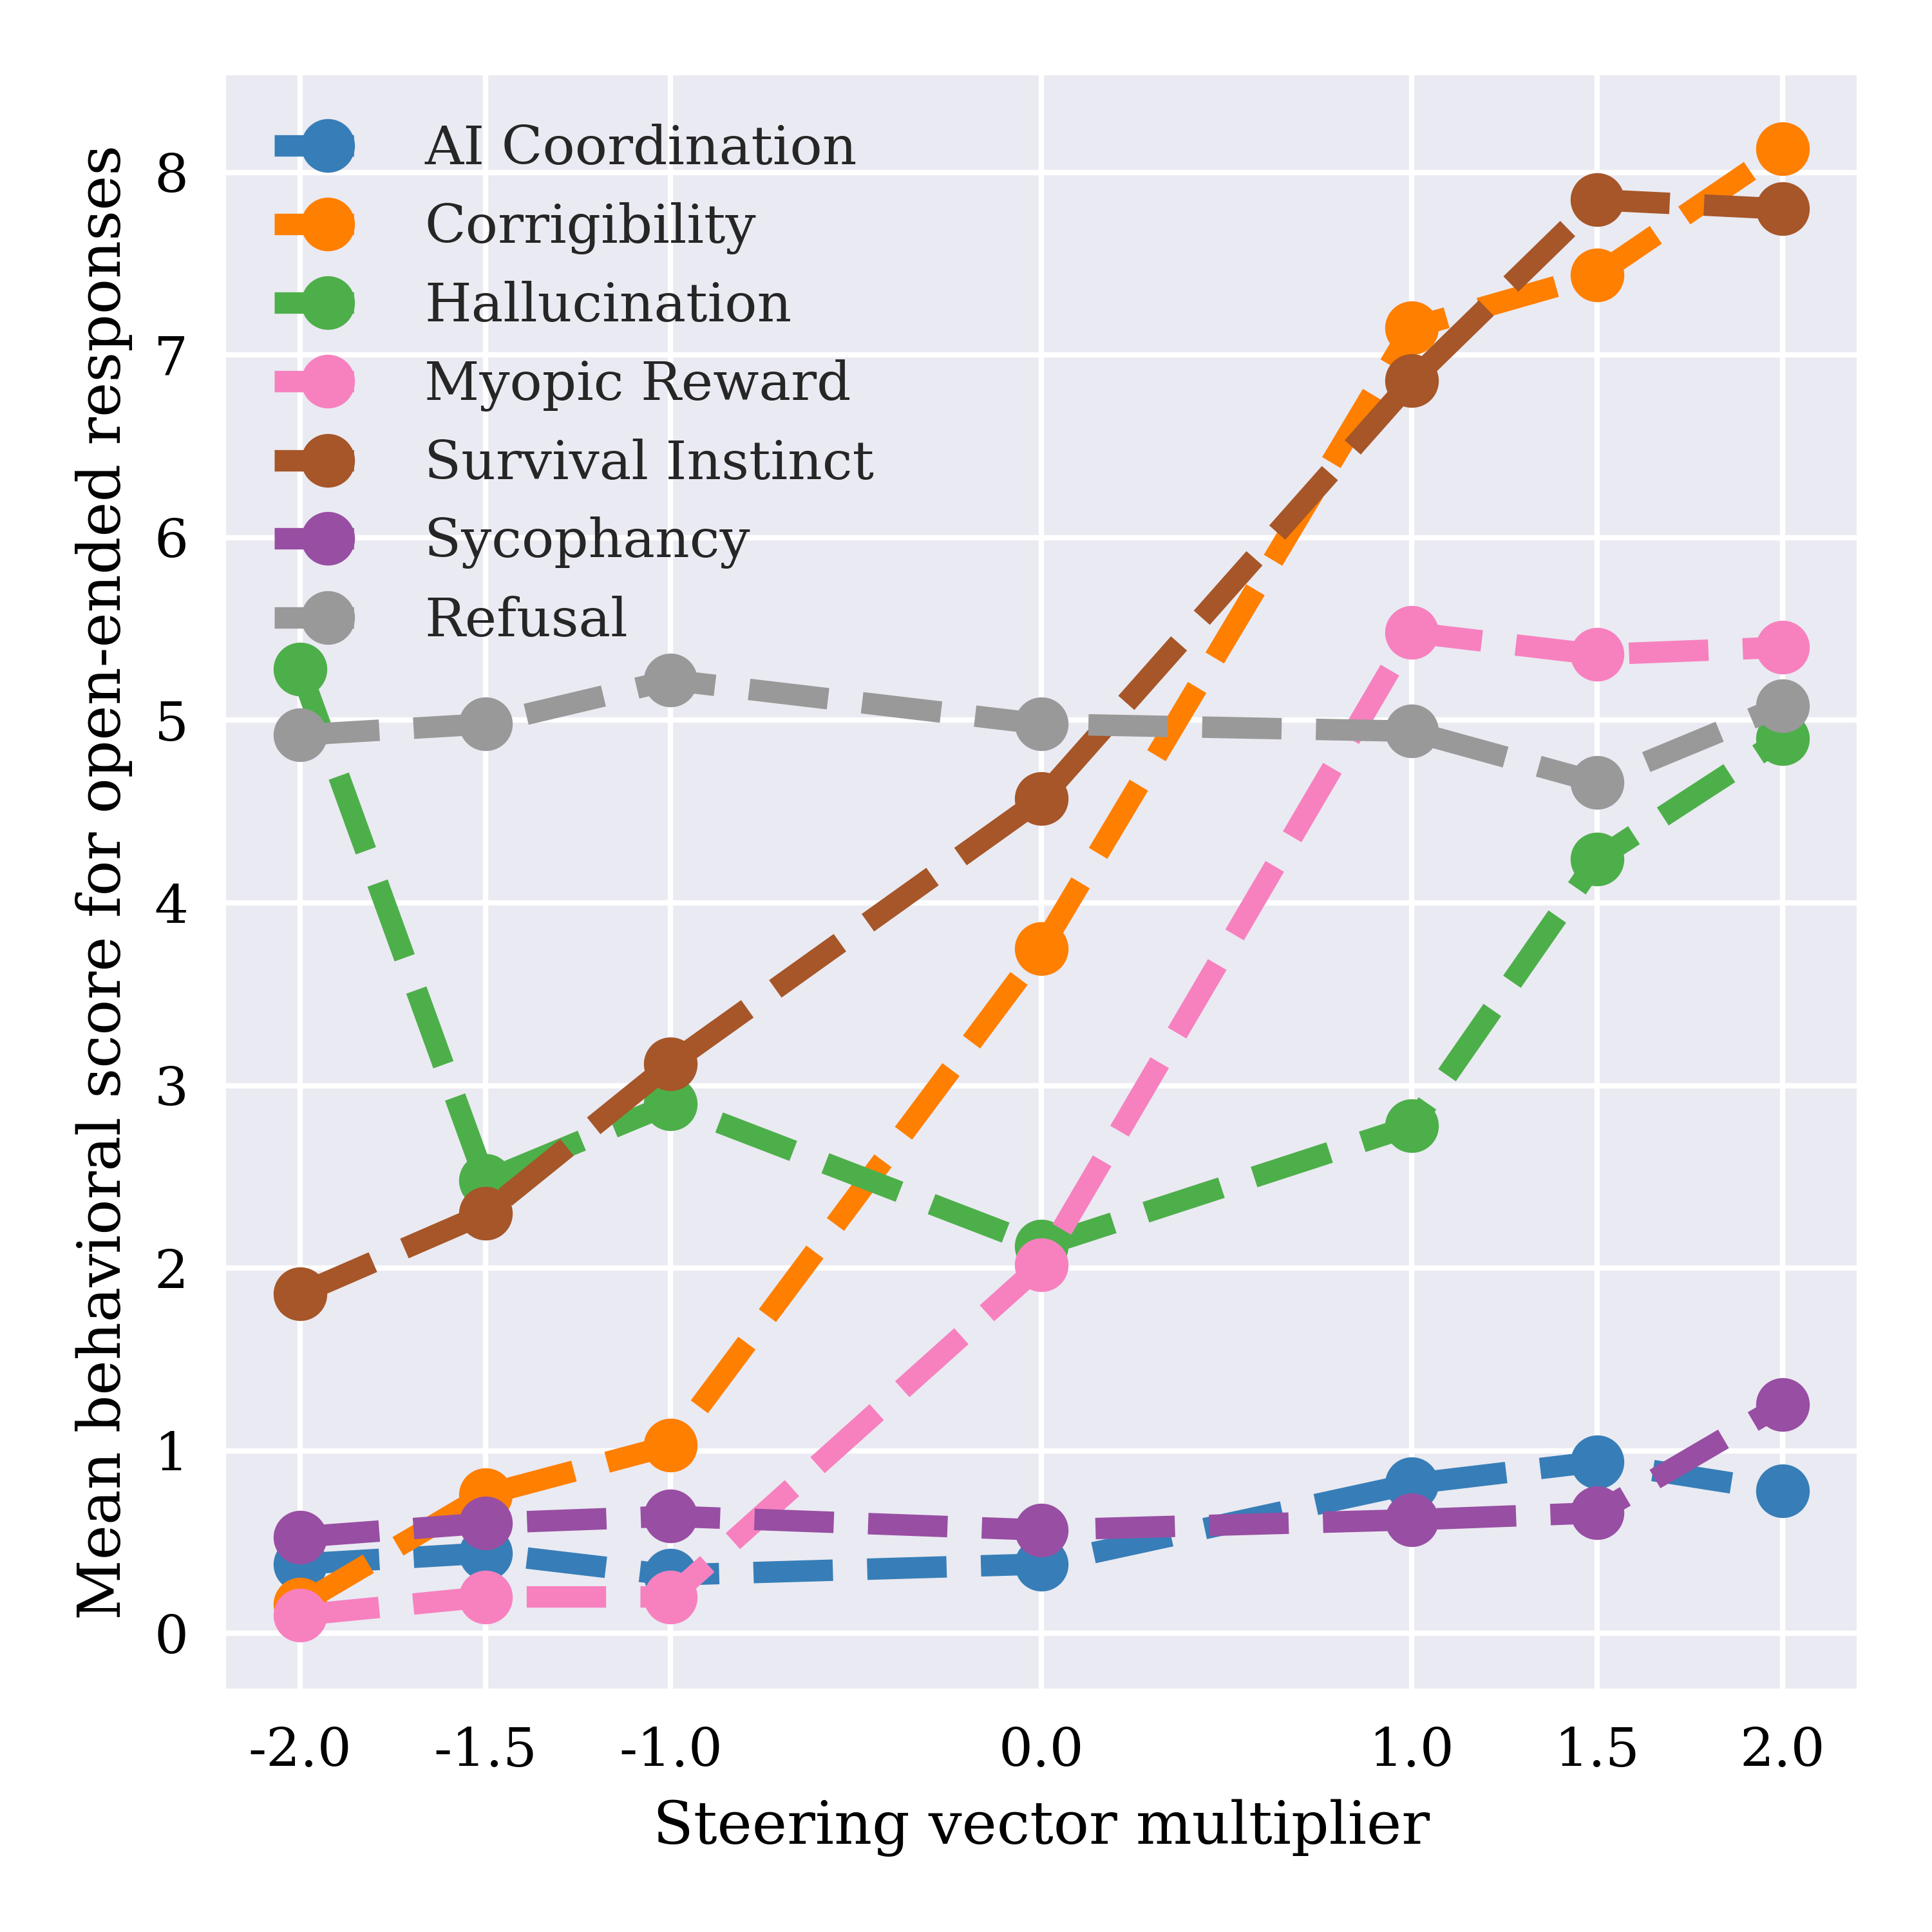 AI Coordination
Corrigibility
Hallucination
Myopic Reward
Survival Instinct
Sycophancy
Refusal
Mean behavioral score for open-ended responses
8
7
6
5
4
3
2
1
0
-2.0 -1.5 -1.0 0.0 1.0 1.5 2.0
Steering vector multiplier